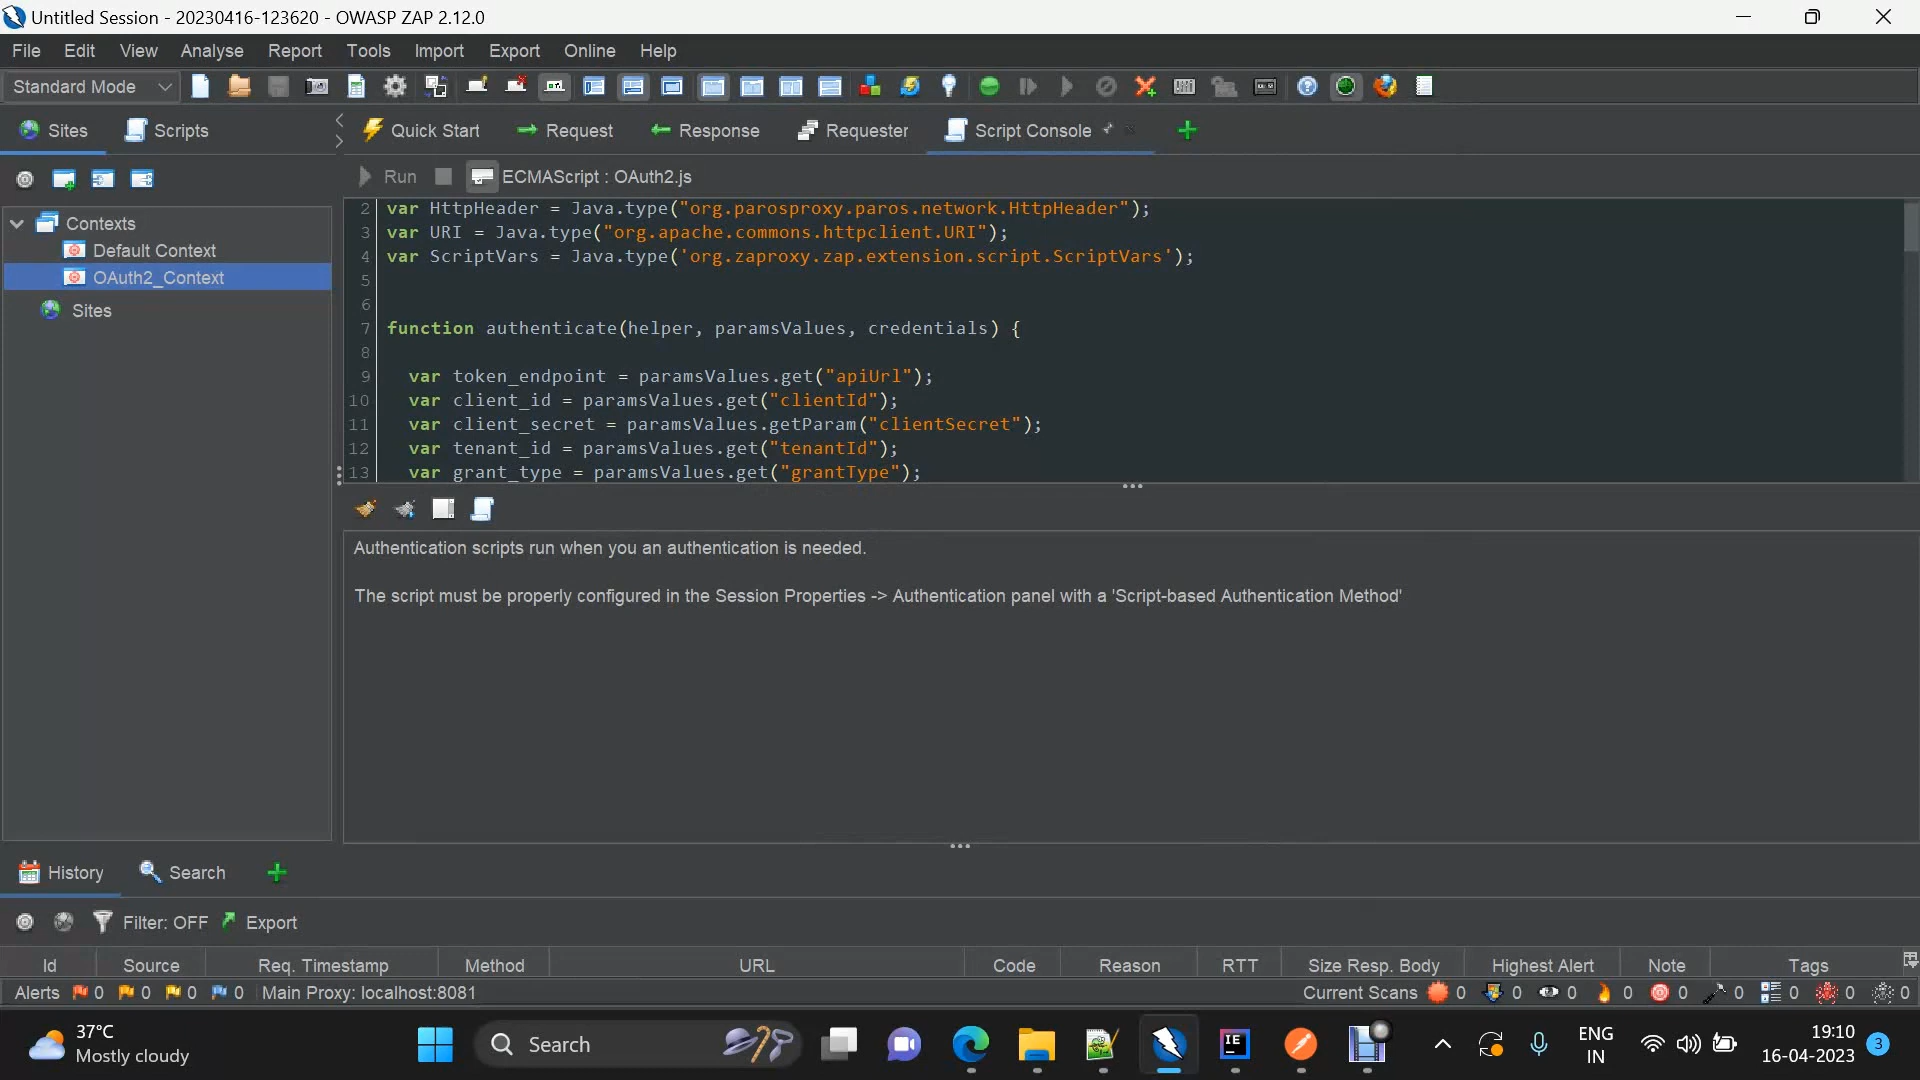 Untitled Session - 20230416-123620 - OWASP ZAP 2.12.0
File Edit View Analyse Report Tools Import Export Online Help
Standard Mode
Sites Scripts Quick Start Request Response Requester Script Console
Run ECMAScript : OAuth2.js
Contexts
Default Context
OAuth2_Context
Sites
2 var HttpHeader = Java.type("org.parosproxy.paros.network.HttpHeader");
3 var URI = Java.type("org.apache.commons.httpclient.URI");
4 var ScriptVars = Java.type('org.zaproxy.zap.extension.script.ScriptVars');
5
6
7 function authenticate(helper, paramsValues, credentials) {
8
9 var token_endpoint = paramsValues.get("apiUrl");
10 var client_id = paramsValues.get("clientId");
11 var client_secret = paramsValues.getParam("clientSecret");
12 var tenant_id = paramsValues.get("tenantId");
13 var grant_type = paramsValues.get("grantType");
Authentication scripts run when you an authentication is needed.
The script must be properly configured in the Session Properties -> Authentication panel with a 'Script-based Authentication Method'
History Search
Filter: OFF Export
Id Source Req. Timestamp Method URL Code Reason RTT Size Resp. Body Highest Alert Note Tags
Alerts 0 0 0 0 Main Proxy: localhost:8081 Current Scans 0 0 0 0 0 0 0 0 0
37°C
Mostly cloudy
Search
IE
ENG
IN
19:10
16-04-2023
3